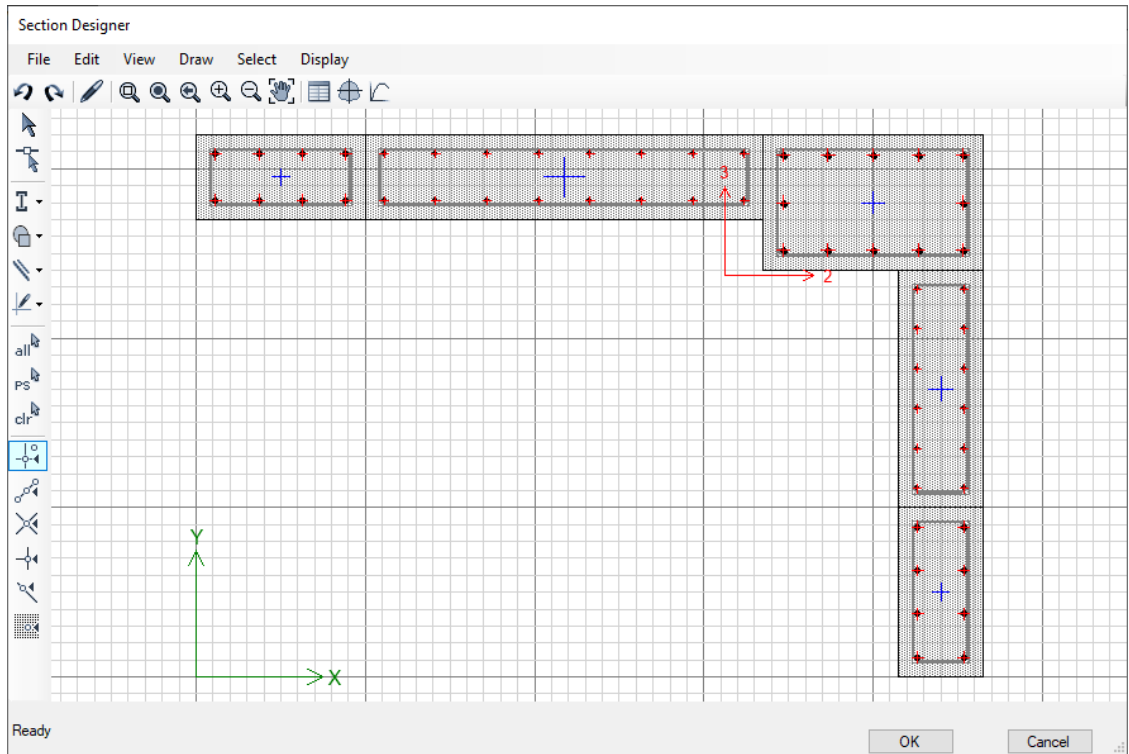 Section Designer
File Edit View Draw Select Display
all
PS
clr
3
2
Y
X
Ready
OK Cancel